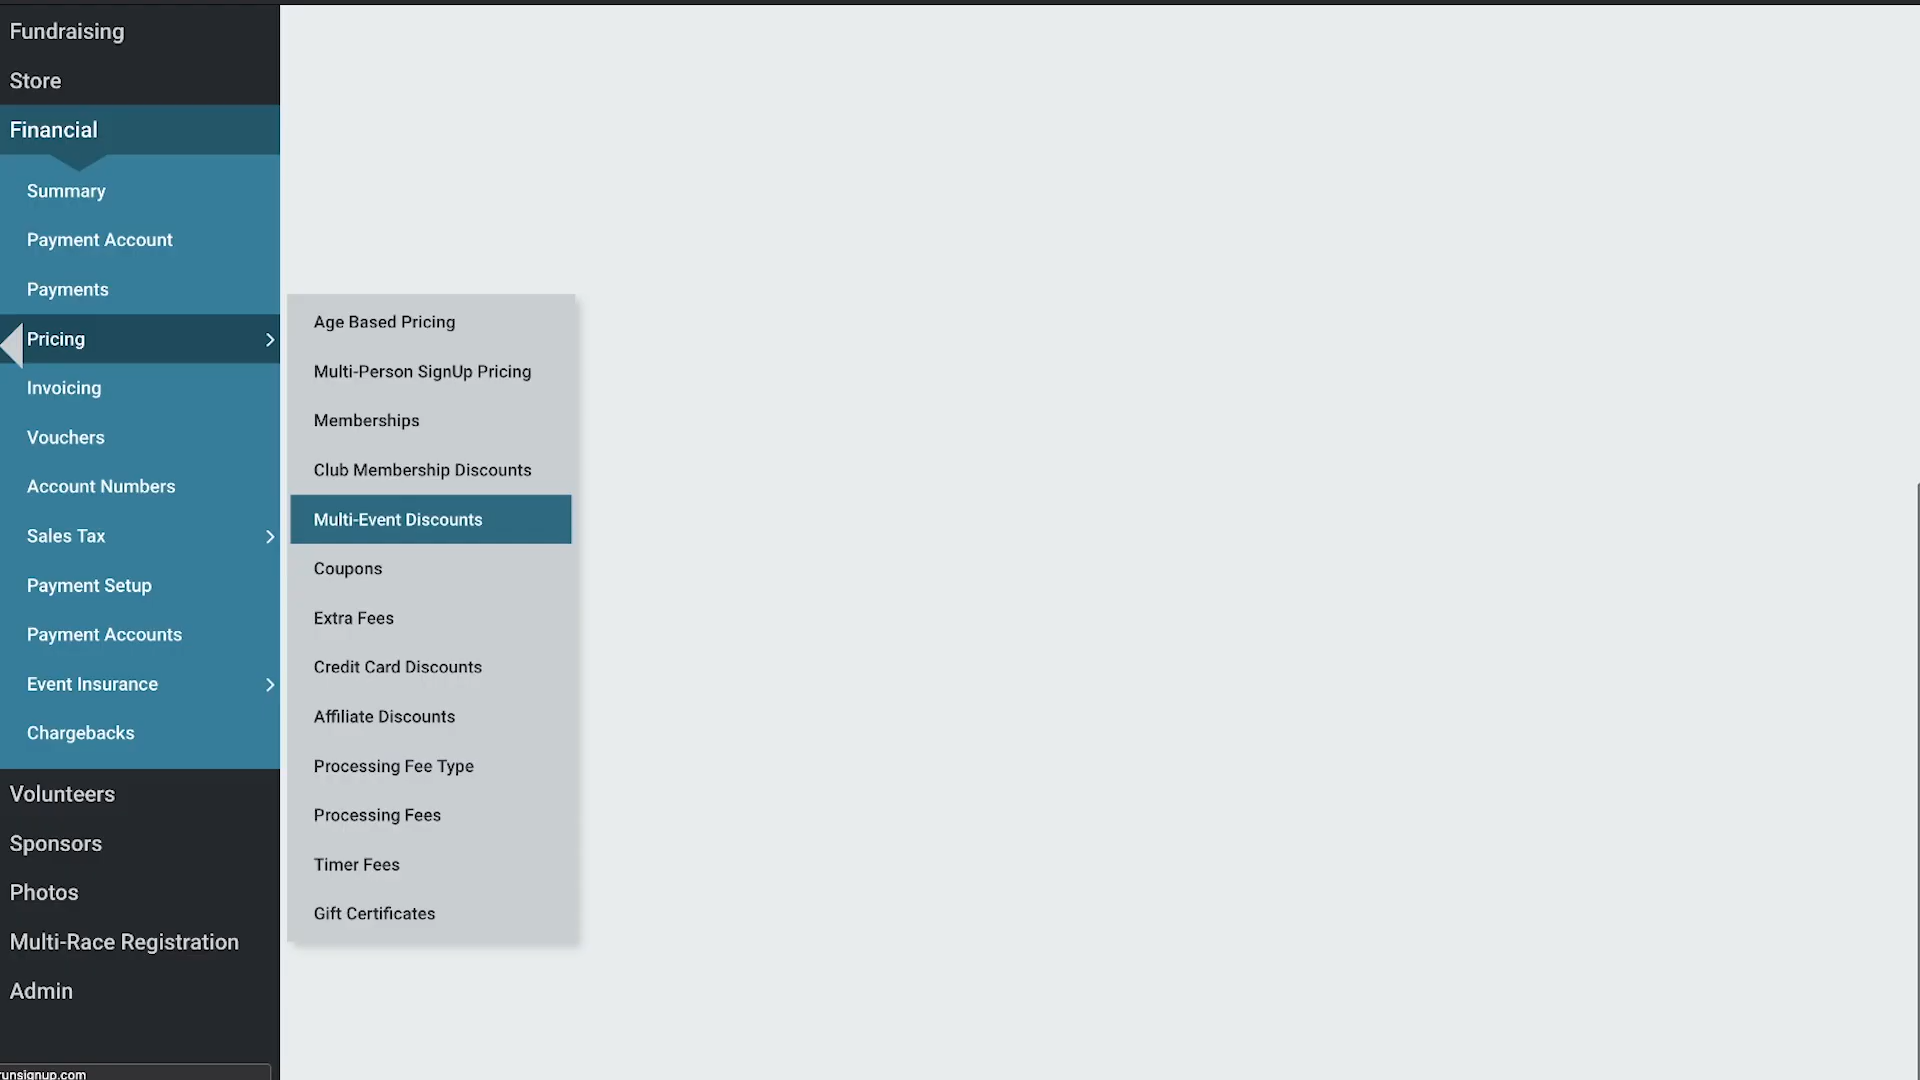 Fundraising
Store
Financial
Summary
Payment Account
Payments
Pricing
Invoicing
Vouchers
Account Numbers
Sales Tax
Payment Setup
Payment Accounts
Event Insurance
Chargebacks
Volunteers
Sponsors
Photos
Multi-Race Registration
Admin
Age Based Pricing
Multi-Person SignUp Pricing
Memberships
Club Membership Discounts
Multi-Event Discounts
Coupons
Extra Fees
Credit Card Discounts
Affiliate Discounts
Processing Fee Type
Processing Fees
Timer Fees
Gift Certificates
runsignup.com